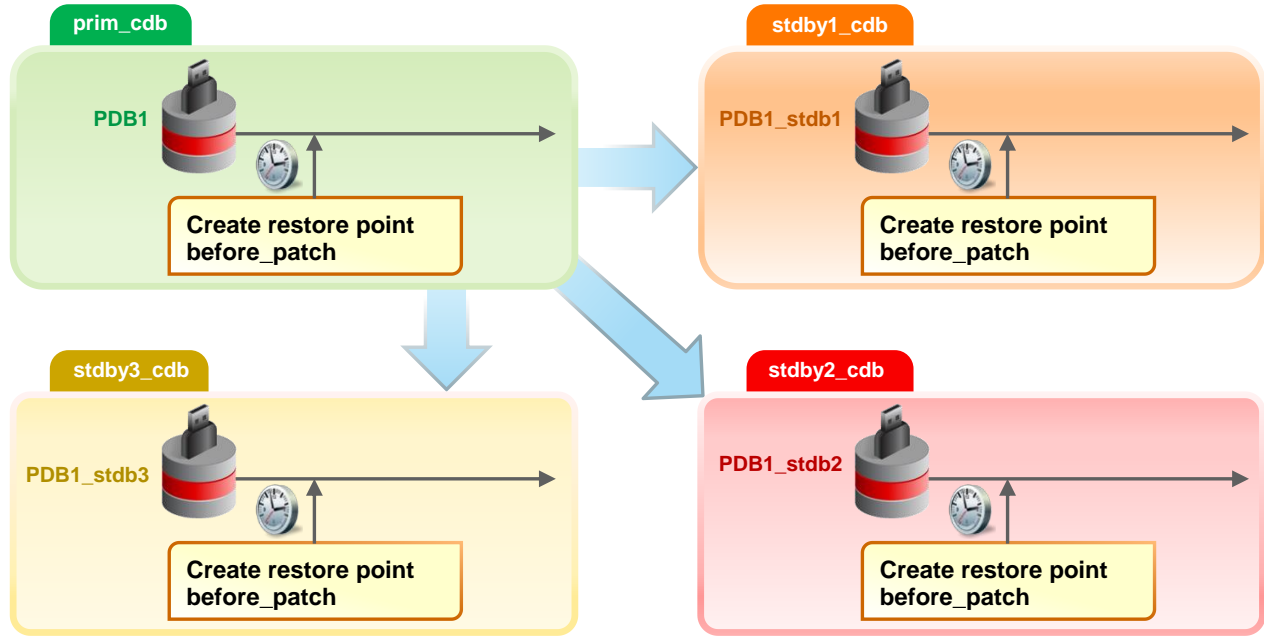 prim_cdb
PDB1
Create restore point
before_patch
stdby1_cdb
PDB1_stdb1
Create restore point
before_patch
stdby3_cdb
PDB1_stdb3
Create restore point
before_patch
stdby2_cdb
PDB1_stdb2
Create restore point
before_patch